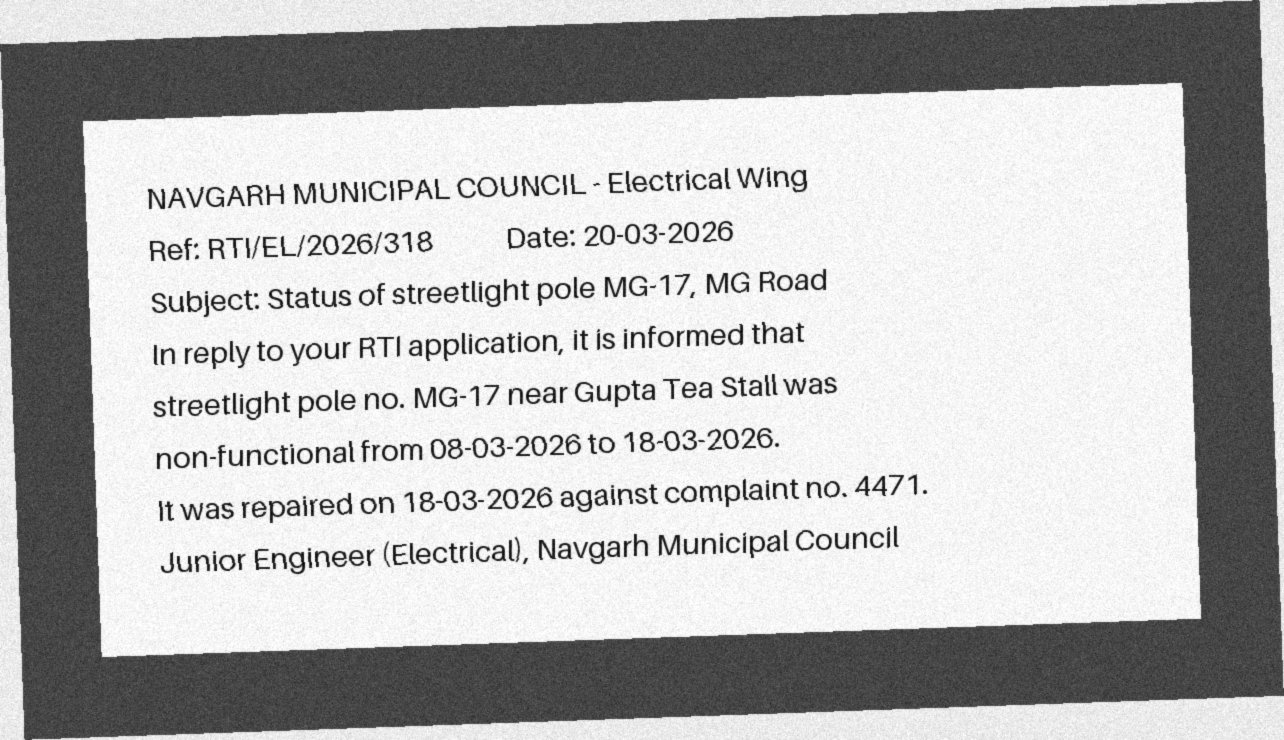 NAVGARH MUNICIPAL COUNCIL - Electrical Wing
Ref: RTI/EL/2026/318 Date: 20-03-2026
Subject: Status of streetlight pole MG-17, MG Road
In reply to your RTI application, it is informed that
streetlight pole no. MG-17 near Gupta Tea Stall was
non-functional from 08-03-2026 to 18-03-2026.
It was repaired on 18-03-2026 against complaint no. 4471.
Junior Engineer (Electrical), Navgarh Municipal Council